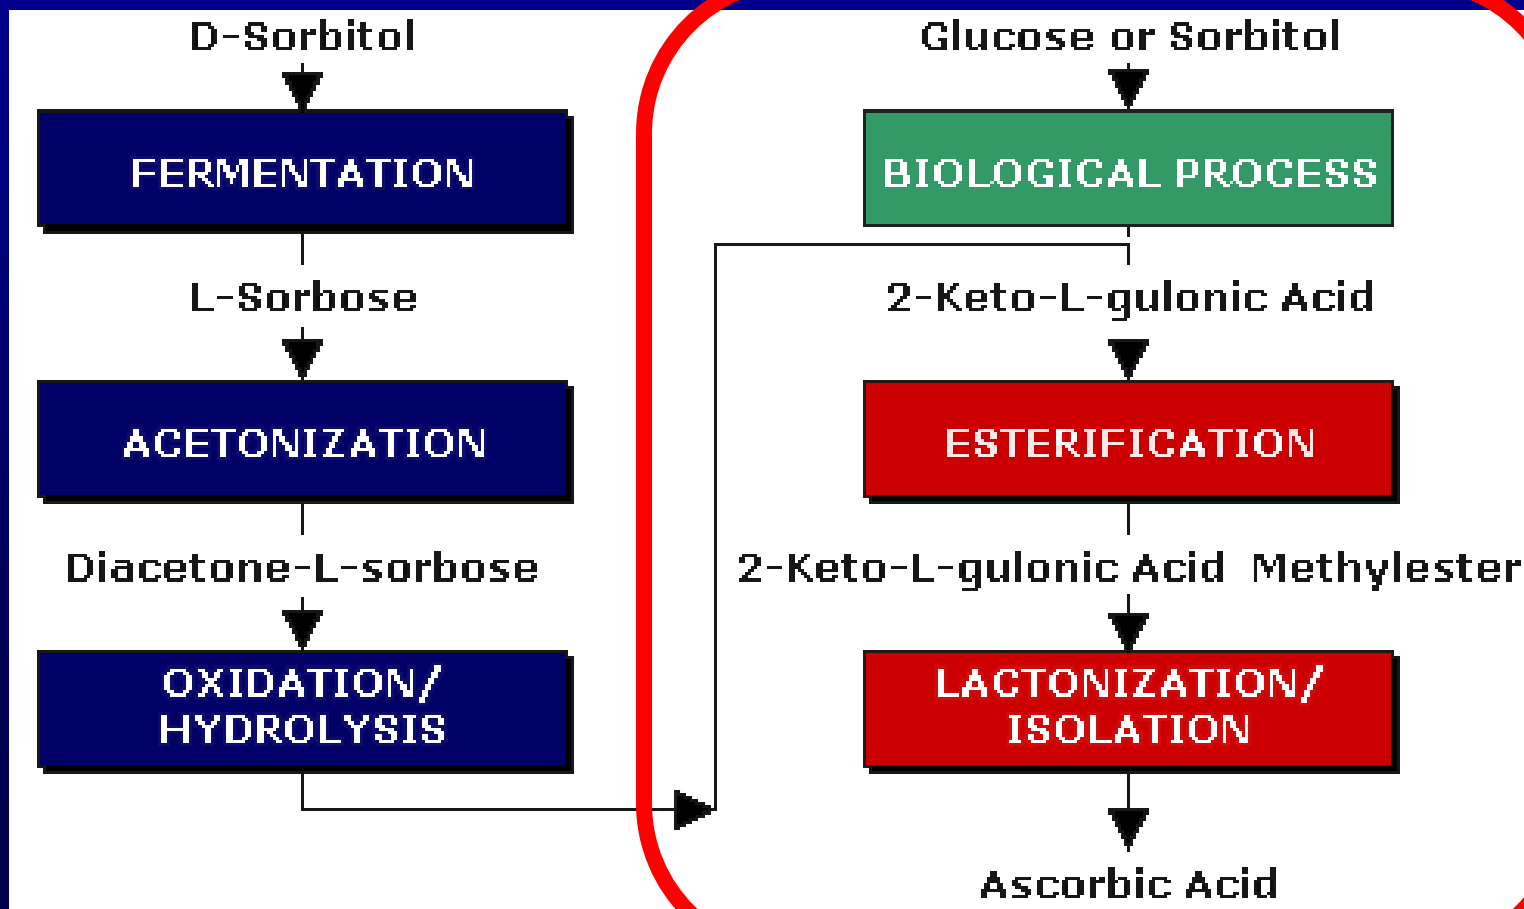 D-Sorbitol
FERMENTATION
L-Sorbose
ACETONIZATION
Diacetone-L-sorbose
OXIDATION/
HYDROLYSIS
Glucose or Sorbitol
BIOLOGICAL PROCESS
2-Keto-L-gulonic Acid
ESTERIFICATION
2-Keto-L-gulonic Acid Methylester
LACTONIZATION/
ISOLATION
Ascorbic Acid